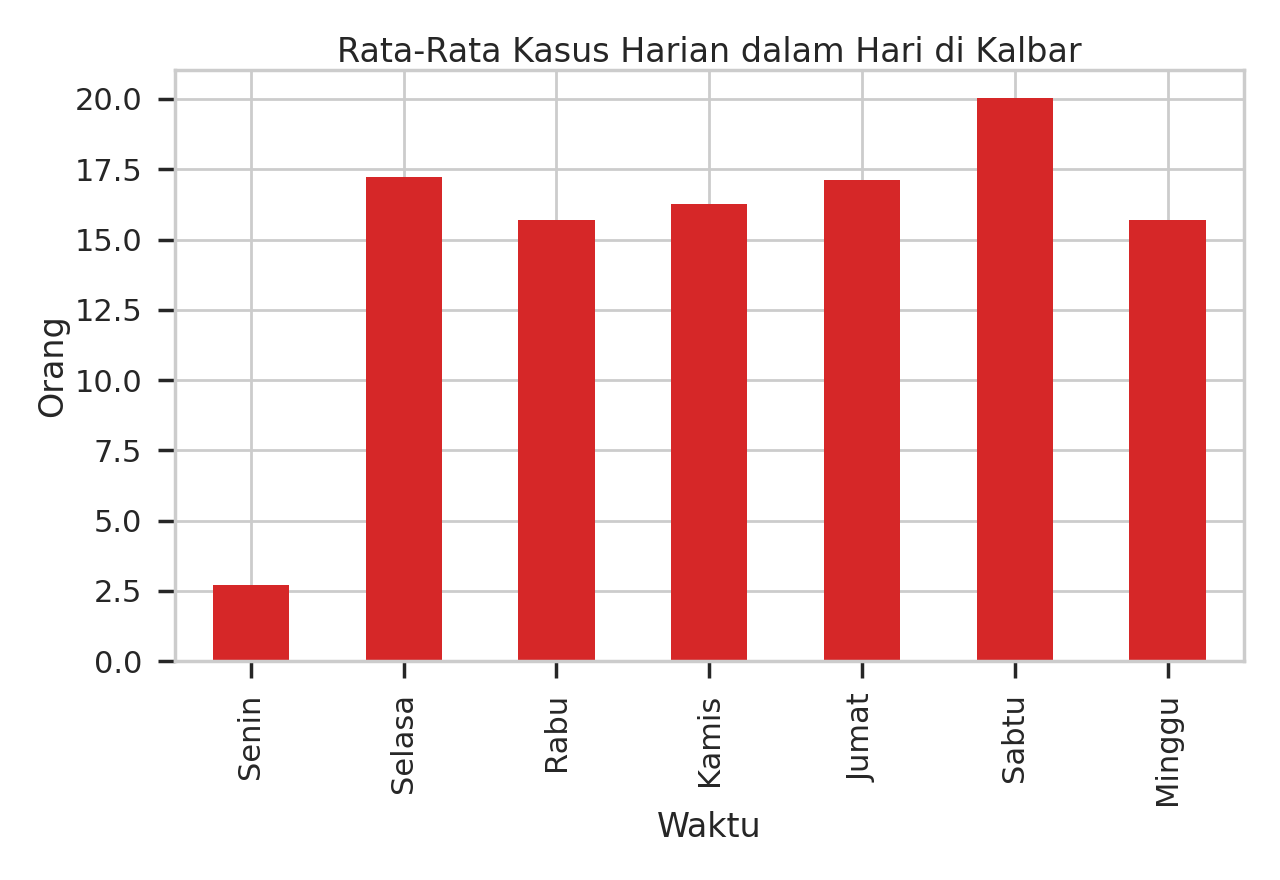 Rata-Rata Kasus Harian dalam Hari di Kalbar
20.0
17.5
15.0
12.5
10.0
7.5
5.0
2.5
0.0
Orang
Senin
Selasa
Rabu
Kamis
Jumat
Sabtu
Minggu
Waktu